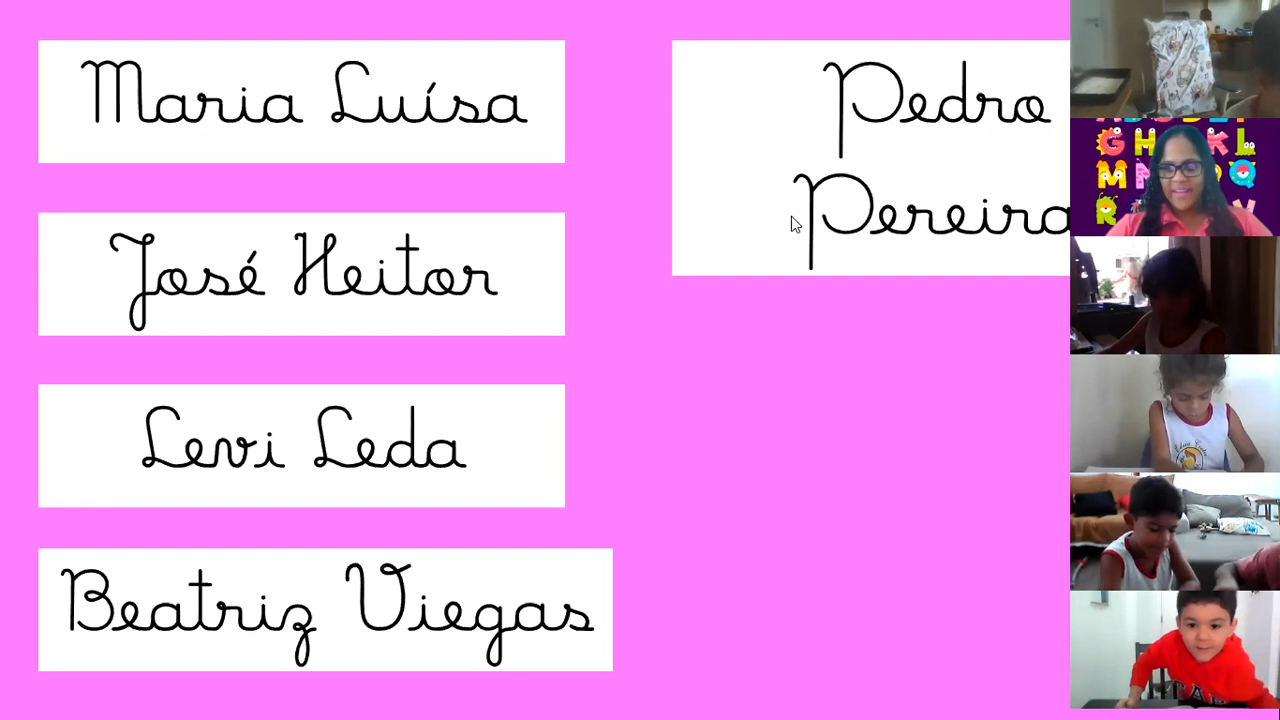 Maria Luísa
José Heitor
Levi Leda
Beatriz Viegas
Pedro
Pereira
G H K L
M Q
R